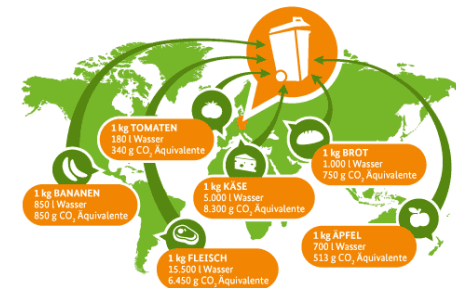 1 kg TOMATEN
180 l Wasser
340 g CO₂ Äquivalente
1 kg BROT
1.000 l Wasser
750 g CO₂ Äquivalente
1 kg BANANEN
850 l Wasser
850 g CO₂ Äquivalente
1 kg KÄSE
5.000 l Wasser
8.300 g CO₂ Äquivalente
1 kg ÄPFEL
700 l Wasser
513 g CO₂ Äquivalente
1 kg FLEISCH
15.500 l Wasser
6.450 g CO₂ Äquivalente